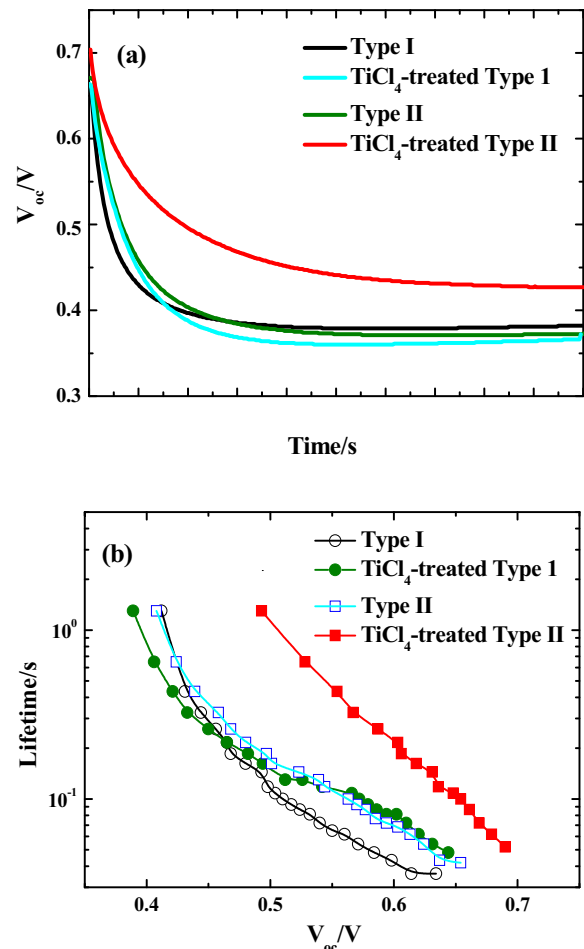 (a)
Type I
TiCl4-treated Type 1
Type II
TiCl4-treated Type II
0.7
0.6
0.5
0.4
0.3
Voc/V
Time/s
(b)
Type I
TiCl4-treated Type 1
Type II
TiCl4-treated Type II
10^0
10^-1
Lifetime/s
0.4 0.5 0.6 0.7
Voc/V